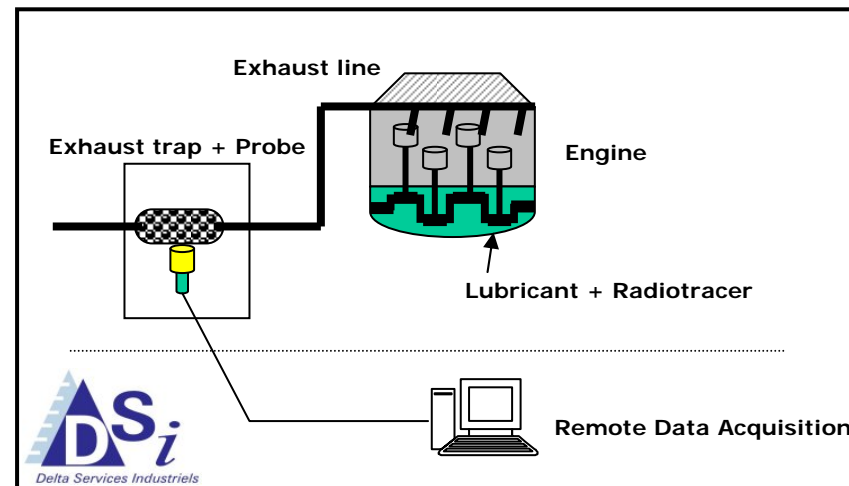 Exhaust line
Exhaust trap + Probe
Engine
Lubricant + Radiotracer
Remote Data Acquisition
DSi
Delta Services Industriels